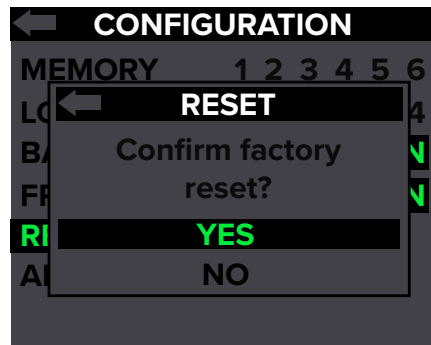 CONFIGURATION
MEMORY 1 2 3 4 5 6
RESET
Confirm factory
reset?
YES
NO